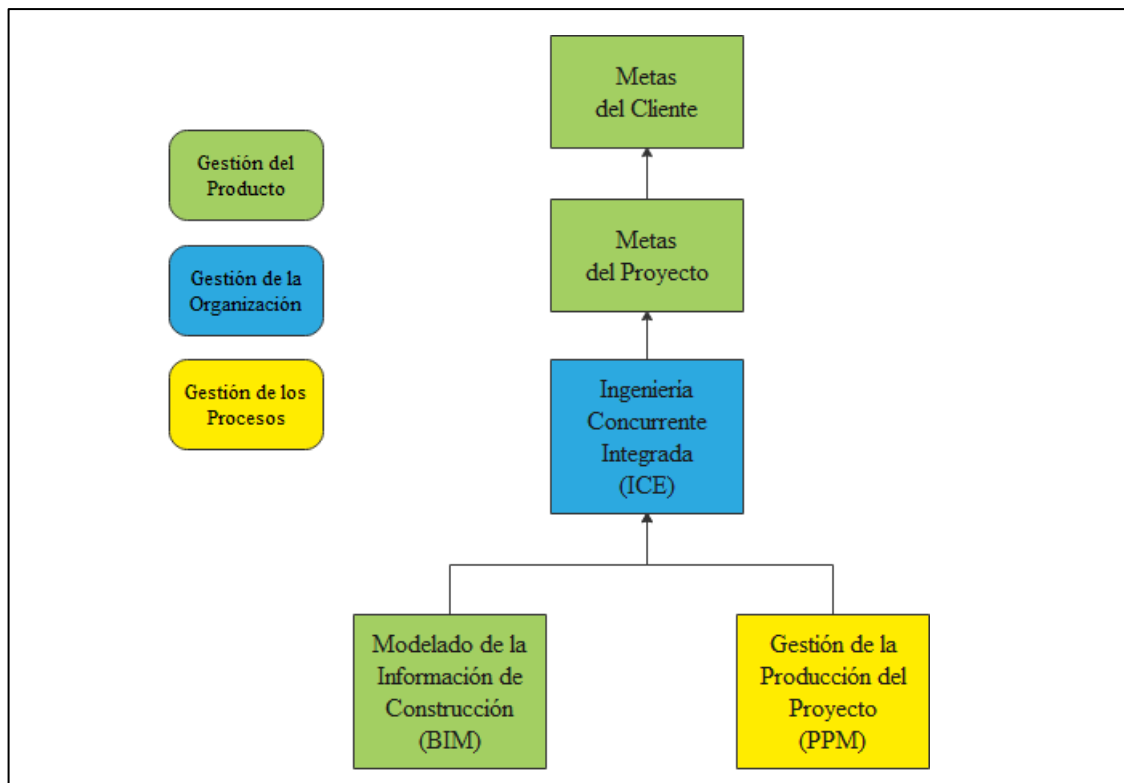 Metas
del Cliente
Gestión del
Producto
Metas
del Proyecto
Gestión de la
Organización
Gestión de los
Procesos
Ingeniería
Concurrente
Integrada
(ICE)
Modelado de la
Información de
Construcción
(BIM)
Gestión de la
Producción del
Proyecto
(PPM)